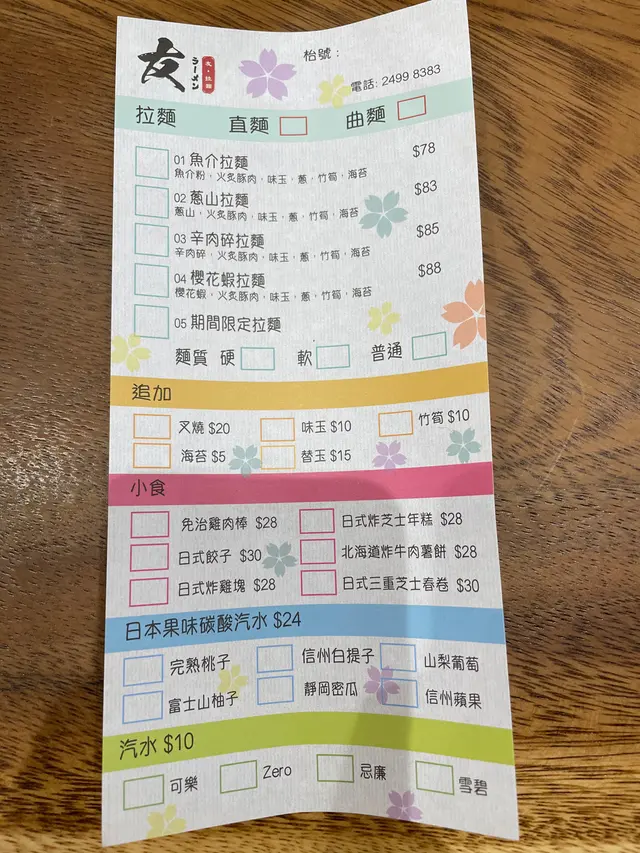 友
ラーメン
友·拉麵
枱號：
電話: 2499 8383
拉麵 直麵 曲麵
01 魚介拉麵 $78
魚介粉，火炙豚肉，味玉，蔥，竹筍，海苔
02 蔥山拉麵 $83
蔥山，火炙豚肉，味玉，蔥，竹筍，海苔
03 辛肉碎拉麵 $85
辛肉碎，火炙豚肉，味玉，蔥，竹筍，海苔
04 櫻花蝦拉麵 $88
櫻花蝦，火炙豚肉，味玉，蔥，竹筍，海苔
05 期間限定拉麵
麵質 硬 軟 普通
追加
叉燒 $20 味玉 $10 竹筍 $10
海苔 $5 替玉 $15
小食
免治雞肉棒 $28 日式炸芝士年糕 $28
日式餃子 $30 北海道炸牛肉薯餅 $28
日式炸雞塊 $28 日式三重芝士春卷 $30
日本果味碳酸汽水 $24
完熟桃子 信州白提子 山梨葡萄
富士山柚子 靜岡密瓜 信州蘋果
汽水 $10
可樂 Zero 忌廉 雪碧